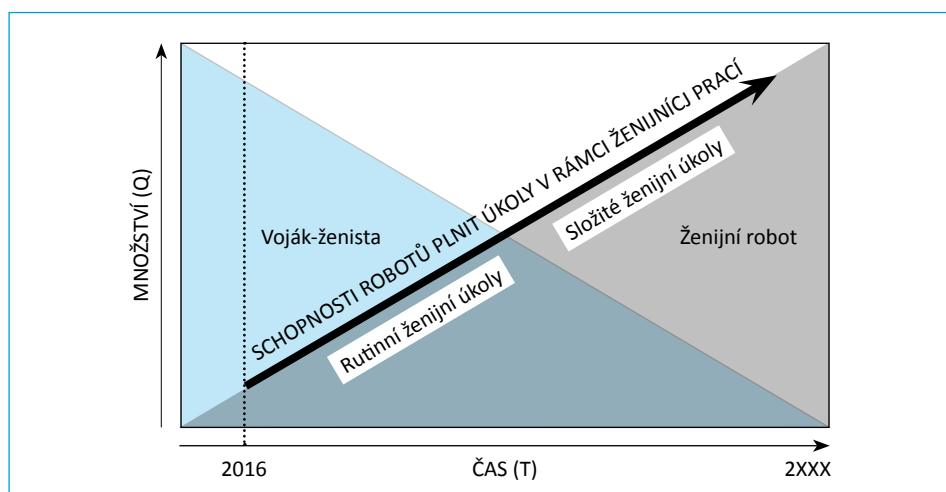 MNOŽSTVÍ (Q)
SCHOPNOSTI ROBOTŮ PLNIT ÚKOLY V RÁMCI ŽENIJNÍCJ PRACÍ
Voják-ženista
Složité ženijní úkoly
Ženijní robot
Rutinní ženijní úkoly
2016
ČAS (T)
2XXX